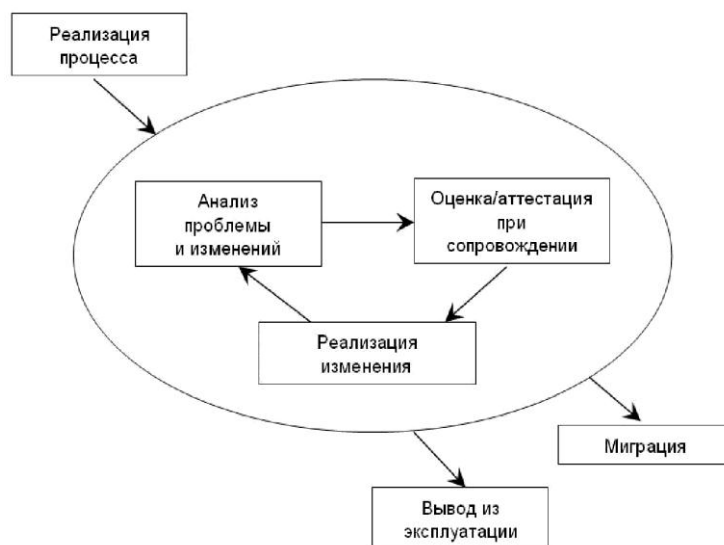 Реализация
процесса
Анализ
проблемы
и изменений
Оценка/аттестация
при
сопровождении
Реализация
изменения
Миграция
Вывод из
эксплуатации